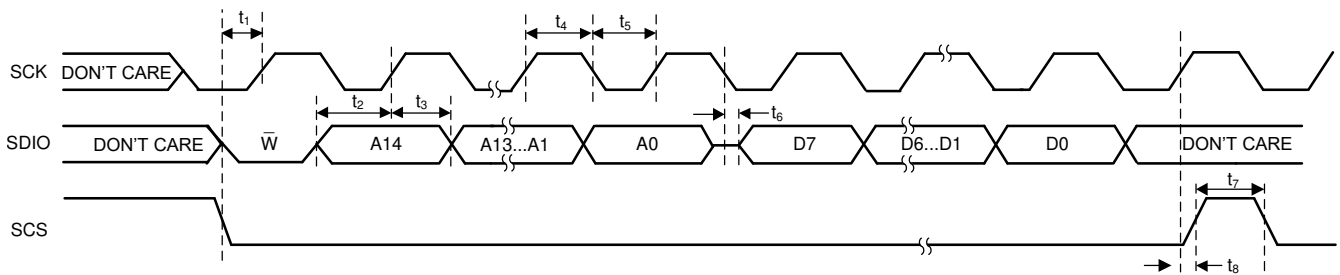 t1 t4 t5
SCK DON'T CARE
t2 t3 t6
SDIO DON'T CARE W̅ A14 A13...A1 A0 D7 D6...D1 D0 DON'T CARE
t7
SCS
t8